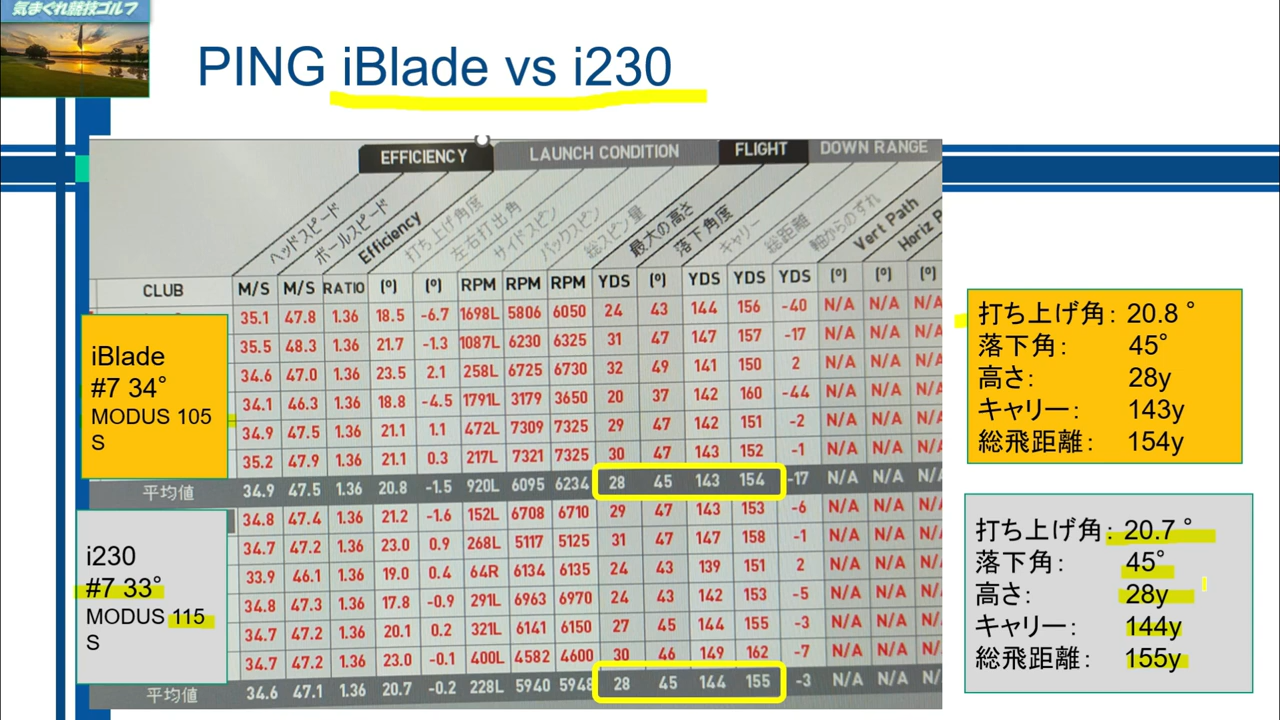 気まぐれ競技ゴルフ
PING iBlade vs i230
EFFICIENCY LAUNCH CONDITION FLIGHT DOWN RANGE
ヘッドスピード ボールスピード Efficiency 打ち上げ角度 左右打出角 サイドスピン バックスピン 総スピン量 最大の高さ 落下角度 キャリー 総距離 軸からのずれ Vert Path Horiz P
CLUB M/S M/S RATIO (º) (º) RPM RPM RPM YDS (º) YDS YDS YDS (º) (º) (º)
35.1 47.8 1.36 18.5 -6.7 1698L 5806 6050 24 43 144 156 -40 N/A N/A N/A
35.5 48.3 1.36 21.7 -1.3 1087L 6230 6325 31 47 147 157 -17 N/A N/A N/A
34.6 47.0 1.36 23.5 2.1 258L 6725 6730 32 49 141 150 2 N/A N/A N/A
34.1 46.3 1.36 18.8 -4.5 1791L 3179 3650 20 37 142 160 -44 N/A N/A N/A
34.9 47.5 1.36 21.1 1.1 472L 7309 7325 29 47 142 151 -2 N/A N/A N/A
35.2 47.9 1.36 21.1 0.3 217L 7321 7325 30 47 143 152 -1 N/A N/A N/A
平均値 34.9 47.5 1.36 20.8 -1.5 920L 6095 6234 28 45 143 154 -17 N/A N/A N/A
34.8 47.4 1.36 21.2 -1.6 152L 6708 6710 29 47 143 153 -6 N/A N/A N/A
34.7 47.2 1.36 23.0 0.9 268L 5117 5125 31 47 147 158 -1 N/A N/A N/A
33.9 46.1 1.36 19.0 0.4 64R 6134 6135 24 43 139 151 2 N/A N/A N/A
34.8 47.3 1.36 17.8 -0.9 291L 6963 6970 24 43 142 153 -5 N/A N/A N/A
34.7 47.2 1.36 20.1 0.2 321L 6141 6150 27 45 144 155 -3 N/A N/A N/A
34.7 47.2 1.36 23.0 -0.1 400L 4582 4600 30 46 149 162 -7 N/A N/A N/A
平均値 34.6 47.1 1.36 20.7 -0.2 228L 5940 5948 28 45 144 155 -3 N/A N/A N/A
iBlade
#7 34°
MODUS 105
S
i230
#7 33°
MODUS 115
S
打ち上げ角: 20.8 °
落下角: 45°
高さ: 28y
キャリー: 143y
総飛距離: 154y
打ち上げ角: 20.7 °
落下角: 45°
高さ: 28y
キャリー: 144y
総飛距離: 155y